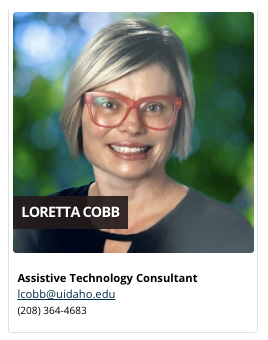 LORETTA COBB
Assistive Technology Consultant
lcobb@uidaho.edu
(208) 364-4683